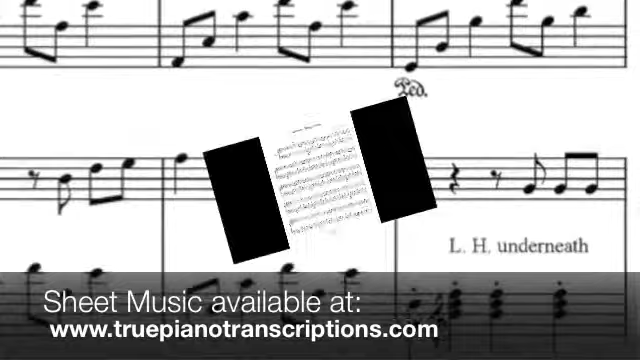 Ped.
L. H. underneath
Sheet Music available at:
www.truepianotranscriptions.com